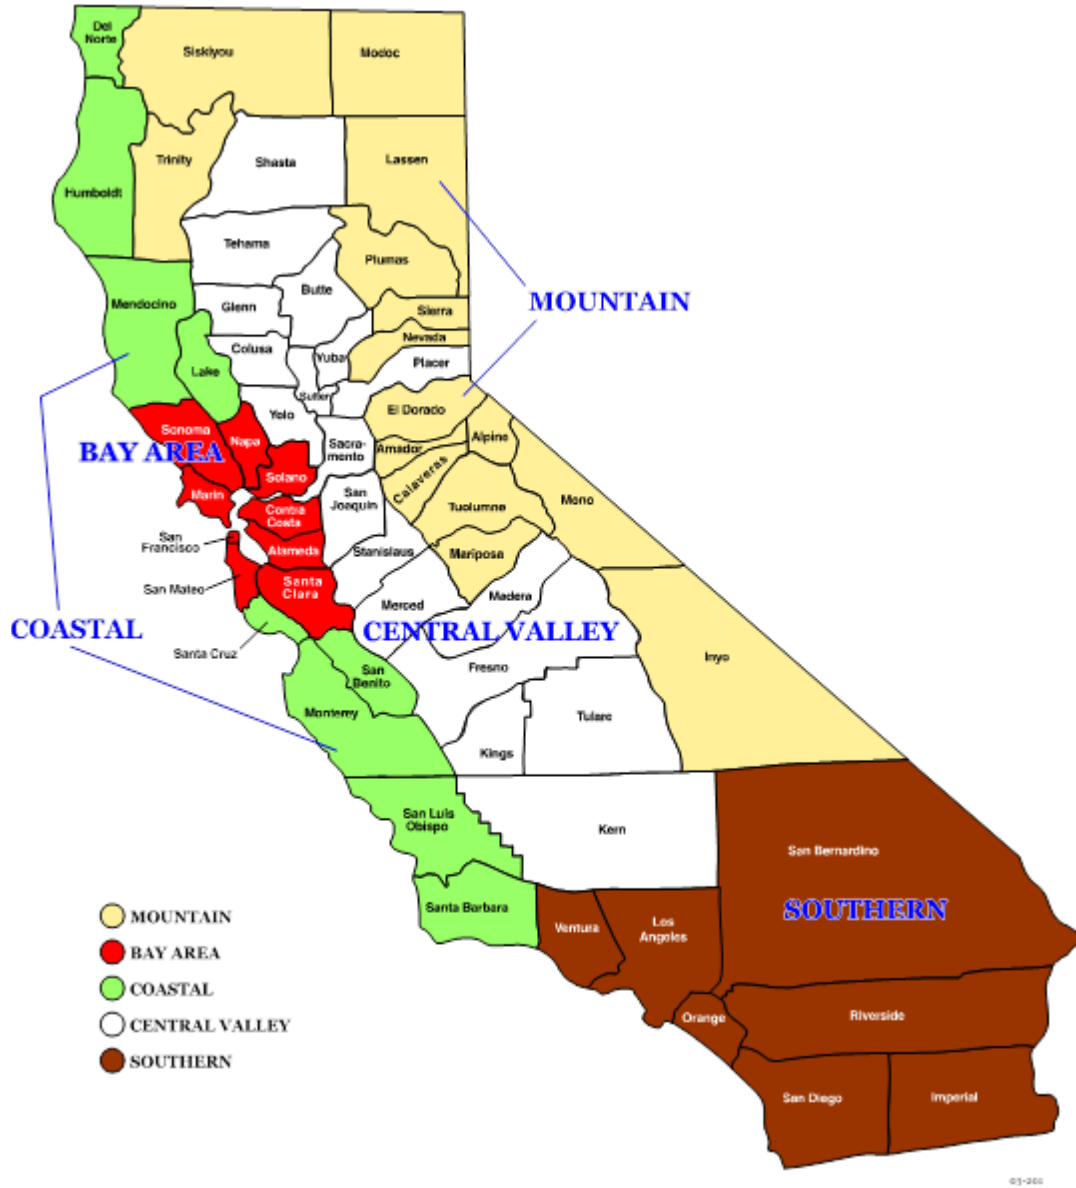 Del
Norte
Siskiyou
Modoc
Trinity
Shasta
Lassen
Humboldt
Tehama
Plumas
Butte
Mendocino
Glenn
Sierra
MOUNTAIN
Nevada
Colusa
Yuba
Placer
Lake
Sutter
El Dorado
Yolo
Sonoma
Napa
Sacra-
mento
Amador
Alpine
BAY AREA
Solano
Calaveras
Marin
San
Joaquin
Tuolumne
Mono
Contra
Costa
San
Francisco
Alameda
Stanislaus
Mariposa
San Mateo
Santa
Clara
Merced
Madera
COASTAL
CENTRAL VALLEY
Santa Cruz
San
Benito
Fresno
Inyo
Monterey
Tulare
Kings
San Luis
Obispo
Kern
San Bernardino
Santa Barbara
Ventura
Los
Angeles
SOUTHERN
MOUNTAIN
BAY AREA
COASTAL
CENTRAL VALLEY
SOUTHERN
Orange
Riverside
San Diego
Imperial